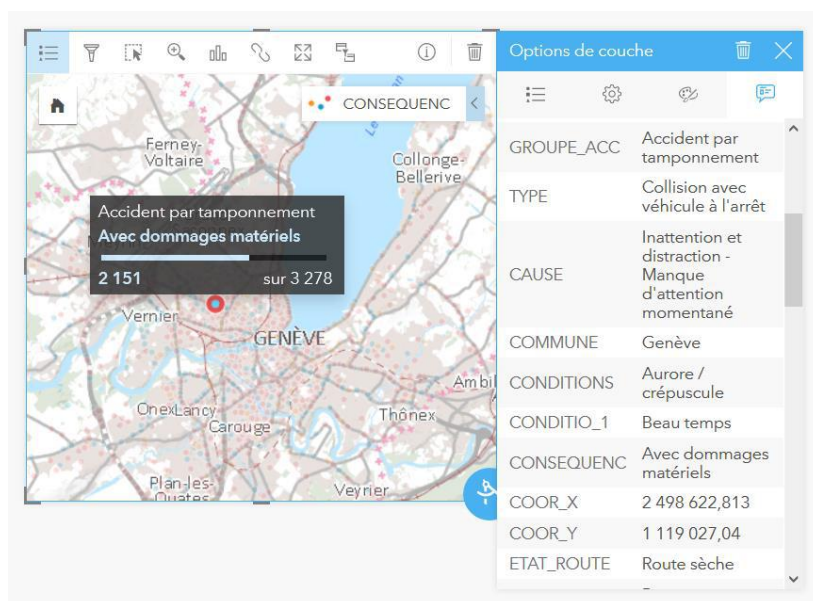 Options de couche
CONSEQUENC
Ferney-
Voltaire
Collonge-
Bellerive
Accident par tamponnement
Avec dommages matériels
2 151 sur 3 278
Vernier
GENÈVE
Ambil
Onex
Lancy
Carouge
Thônex
Plan-les-
Ouates
Veyrier
GROUPE_ACC Accident par
tamponnement
TYPE Collision avec
véhicule à l'arrêt
CAUSE Inattention et
distraction -
Manque
d'attention
momentané
COMMUNE Genève
CONDITIONS Aurore /
crépuscule
CONDITIO_1 Beau temps
CONSEQUENC Avec dommages
matériels
COOR_X 2 498 622,813
COOR_Y 1 119 027,04
ETAT_ROUTE Route sèche